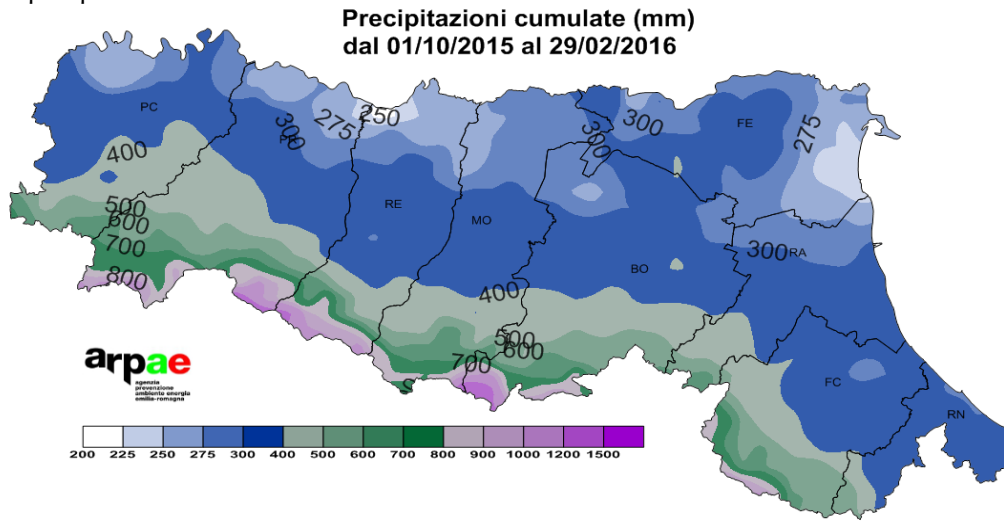 Precipitazioni cumulate (mm)
dal 01/10/2015 al 29/02/2016
PC
300
PR
275
250
300
300
FE
275
400
RE
MO
500
600
700
800
BO
300
RA
400
500
600
700
FC
RN
arpae
agenzia
prevenzione
ambiente energia
emilia-romagna
200 225 250 275 300 400 500 600 700 800 900 1000 1200 1500